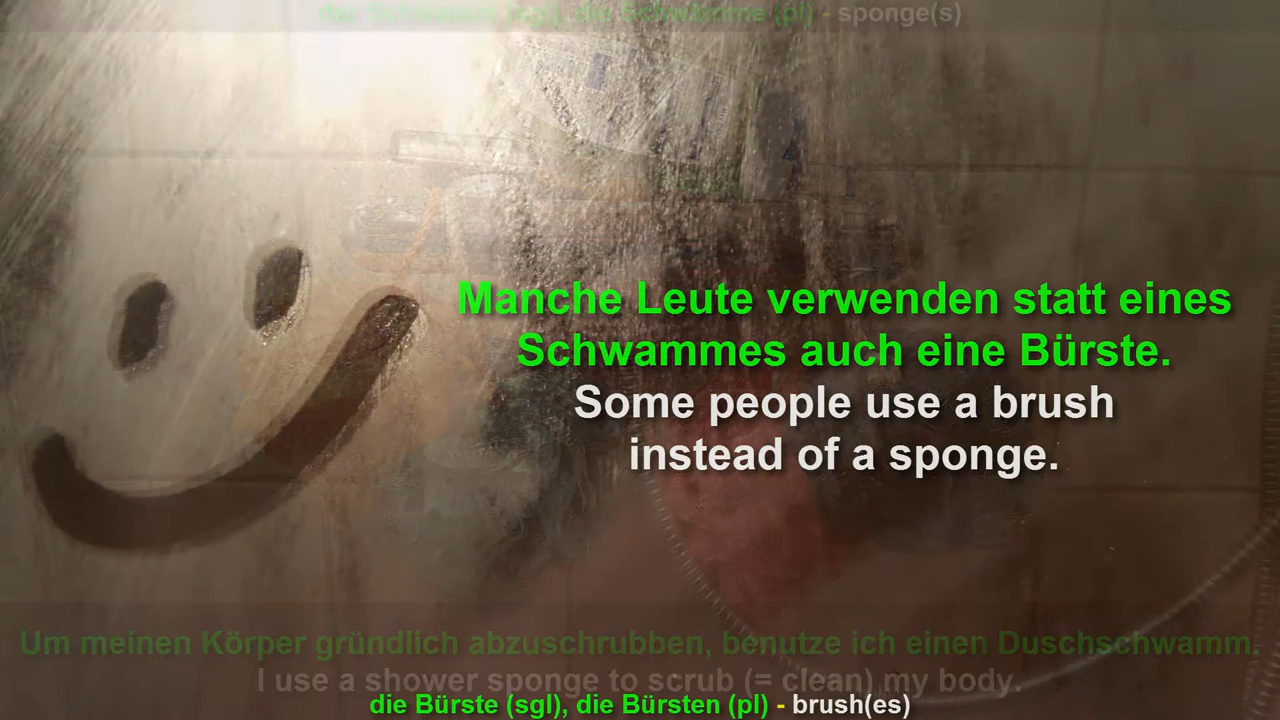 der Schwamm (sgl), die Schwämme (pl) - sponge(s)
Manche Leute verwenden statt eines
Schwammes auch eine Bürste.
Some people use a brush
instead of a sponge.
Um meinen Körper gründlich abzuschrubben, benutze ich einen Duschschwamm.
I use a shower sponge to scrub (= clean) my body.
die Bürste (sgl), die Bürsten (pl) - brush(es)